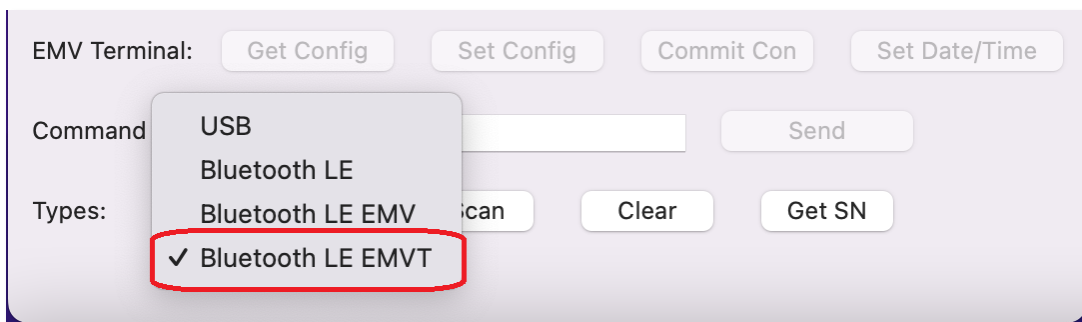 EMV Terminal: Get Config Set Config Commit Con Set Date/Time
Command Send
USB
Bluetooth LE
Bluetooth LE EMV
✓ Bluetooth LE EMVT
Types: Clear Get SN